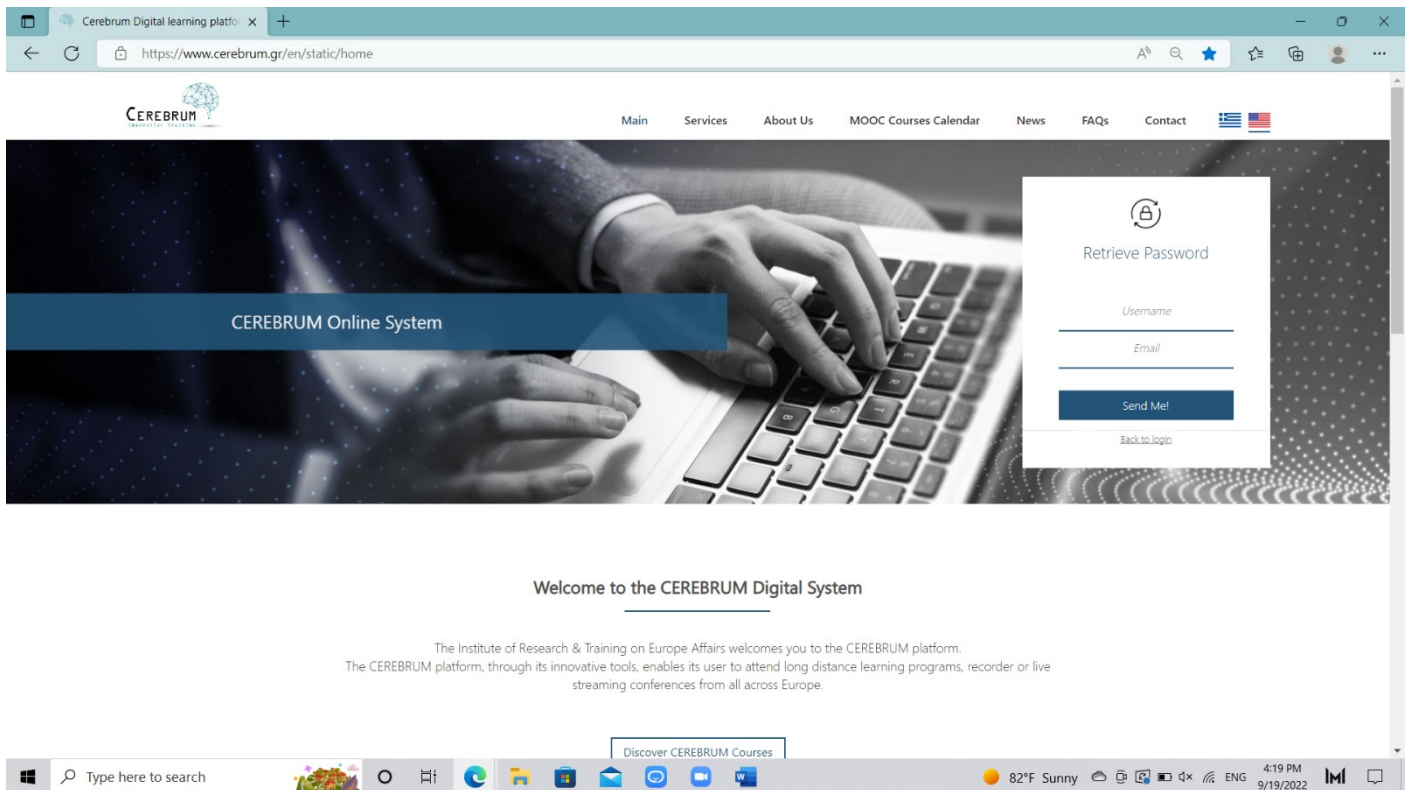 Cerebrum Digital learning platfo
https://www.cerebrum.gr/en/static/home
CEREBRUM
INNOVATIVE TRAINING
Main Services About Us MOOC Courses Calendar News FAQs Contact
Retrieve Password
Username
Email
Send Me!
Back to login
CEREBRUM Online System
Welcome to the CEREBRUM Digital System
The Institute of Research & Training on Europe Affairs welcomes you to the CEREBRUM platform.
The CEREBRUM platform, through its innovative tools, enables its user to attend long distance learning programs, recorder or live
streaming conferences from all across Europe.
Discover CEREBRUM Courses
Type here to search
82°F Sunny
ENG
4:19 PM
9/19/2022